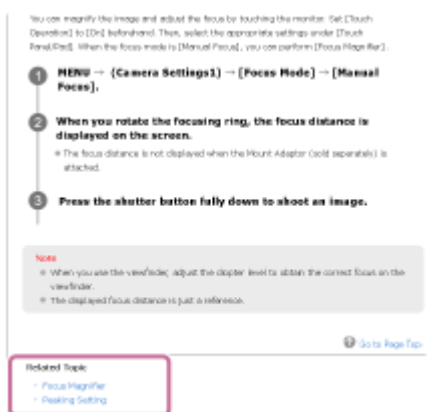 You can magnify the image and adjust the focus by touching the monitor. Set [Touch
Operation] to [On] beforehand. Then, select the appropriate settings under [Touch
Panel/Pad]. When the focus mode is [Manual Focus], you can perform [Focus Magnifier].
1 MENU → (Camera Settings1) → [Focus Mode] → [Manual
Focus].
2 When you rotate the focusing ring, the focus distance is
displayed on the screen.
The focus distance is not displayed when the Mount Adaptor (sold separately) is
attached.
3 Press the shutter button fully down to shoot an image.
Note
When you use the viewfinder, adjust the diopter level to obtain the correct focus on the
viewfinder.
The displayed focus distance is just a reference.
Go to Page Top
Related Topic
Focus Magnifier
Peaking Setting